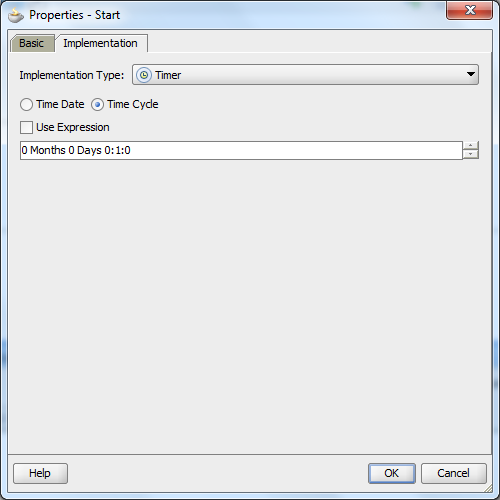 Properties - Start
Basic Implementation
Implementation Type: Timer
Time Date Time Cycle
Use Expression
0 Months 0 Days 0:1:0
Help OK Cancel